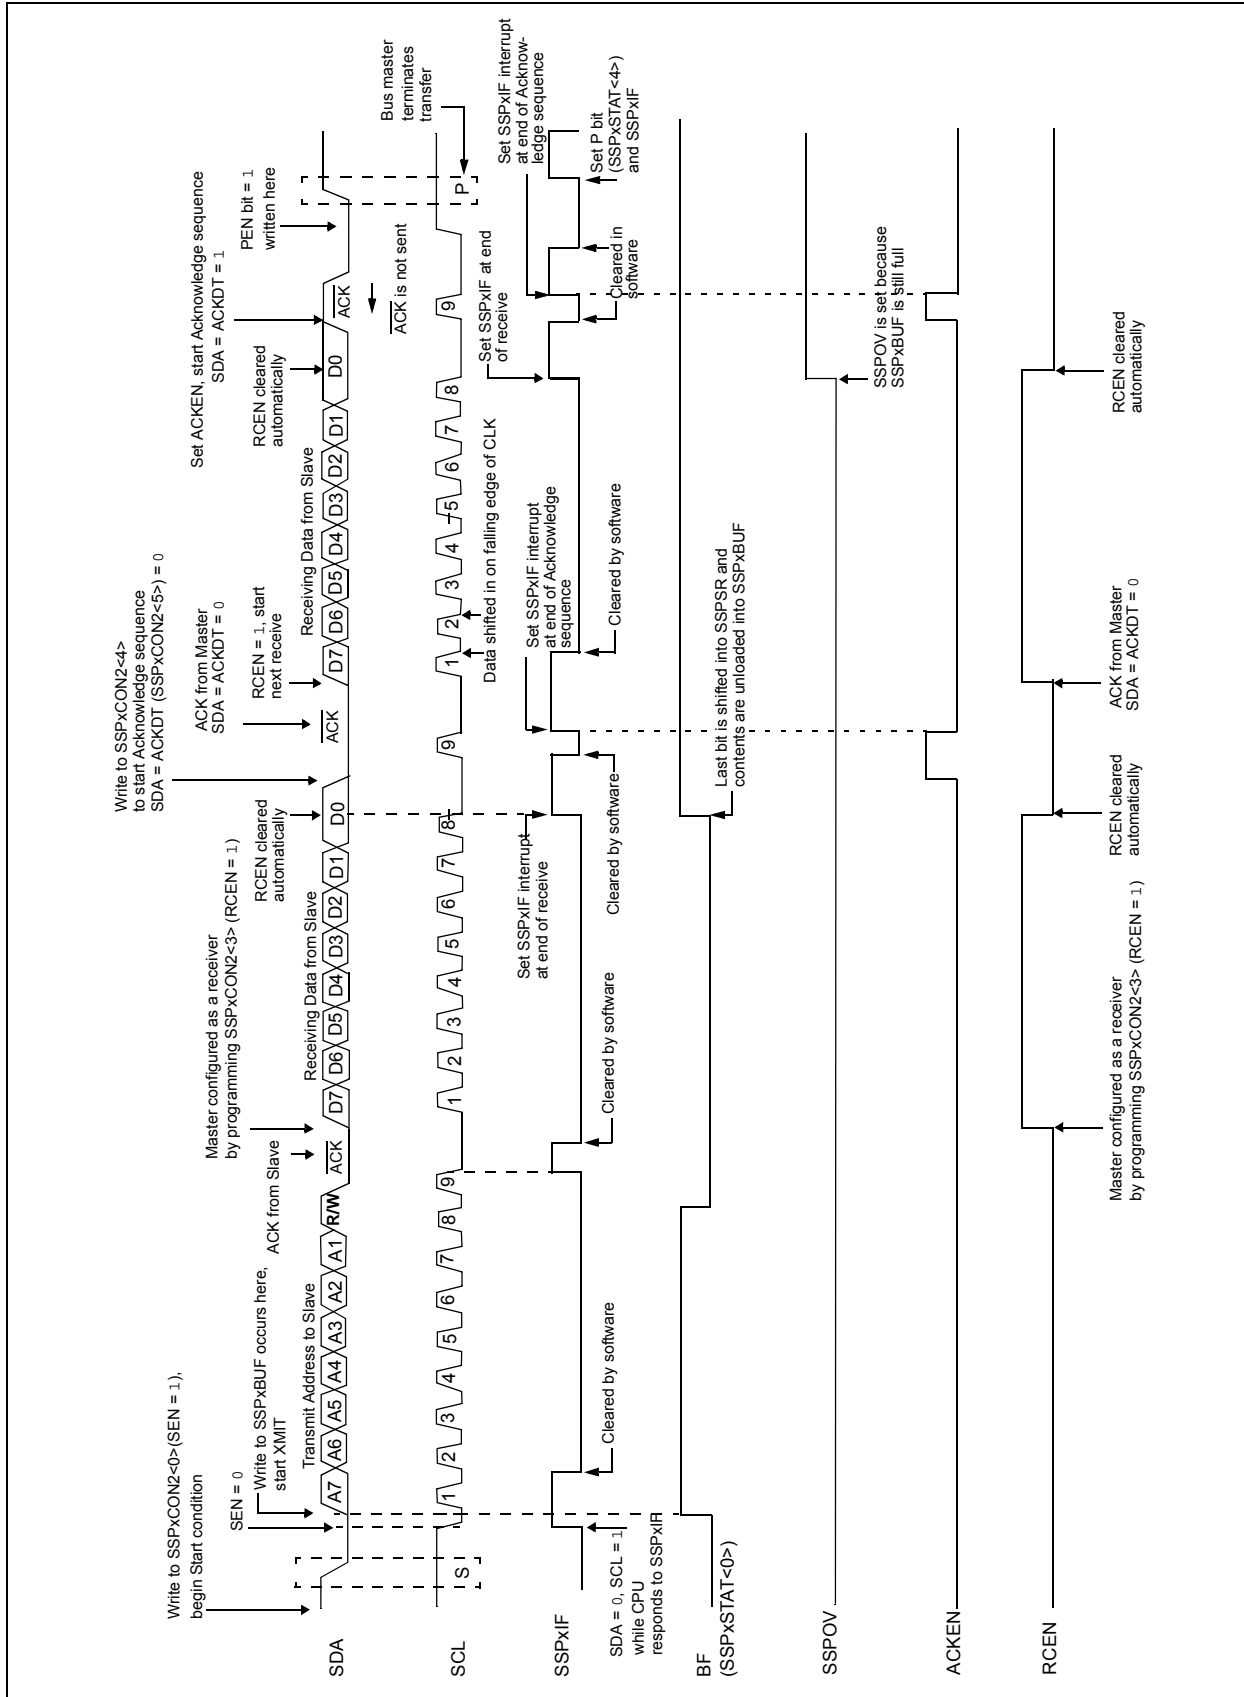 Write to SSPxCON2<0>(SEN = 1),
begin Start condition
SEN = 0
Write to SSPxBUF occurs here,
start XMIT
ACK from Slave
Master configured as a receiver
by programming SSPxCON2<3> (RCEN = 1)
RCEN cleared
automatically
Write to SSPxCON2<4>
to start Acknowledge sequence
SDA = ACKDT (SSPxCON2<5>) = 0
ACK from Master
SDA = ACKDT = 0
RCEN = 1, start
next receive
RCEN cleared
automatically
Set ACKEN, start Acknowledge sequence
SDA = ACKDT = 1
PEN bit = 1
written here
Transmit Address to Slave
Receiving Data from Slave
Receiving Data from Slave
SDA
A7 A6 A5 A4 A3 A2 A1 R/W ACK D7 D6 D5 D4 D3 D2 D1 D0 ACK D7 D6 D5 D4 D3 D2 D1 D0 ACK
ACK is not sent
Bus master
terminates
transfer
SCL
S 1 2 3 4 5 6 7 8 9 1 2 3 4 5 6 7 8 9 1 2 3 4 5 6 7 8 9 P
Data shifted in on falling edge of CLK
Set SSPxIF interrupt
at end of receive
Set SSPxIF interrupt
at end of Acknowledge
sequence
Set SSPxIF at end
of receive
Set SSPxIF interrupt
at end of Acknow-
ledge sequence
SSPxIF
SDA = 0, SCL = 1
while CPU
responds to SSPxIF
Cleared by software
Cleared by software
Cleared by software
Cleared by software
Cleared in
software
Set P bit
(SSPxSTAT<4>)
and SSPxIF
BF
(SSPxSTAT<0>)
Last bit is shifted into SSPSR and
contents are unloaded into SSPxBUF
SSPOV
SSPOV is set because
SSPxBUF is still full
ACKEN
RCEN
Master configured as a receiver
by programming SSPxCON2<3> (RCEN = 1)
RCEN cleared
automatically
ACK from Master
SDA = ACKDT = 0
RCEN cleared
automatically